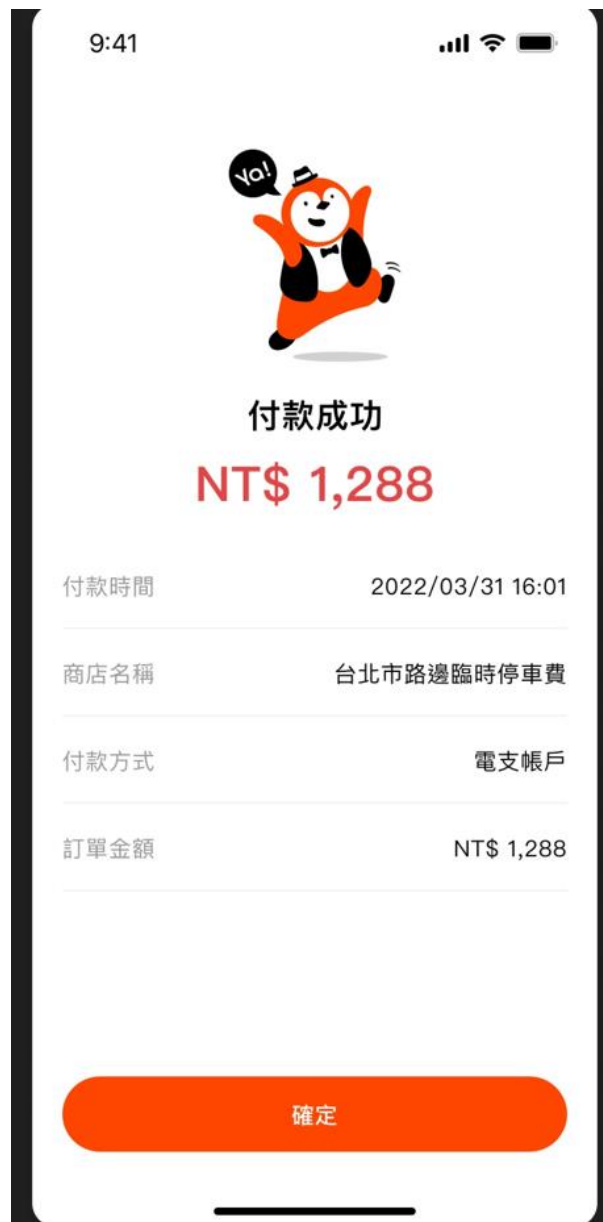 9:41
Ya!
付款成功
NT$ 1,288
付款時間 2022/03/31 16:01
商店名稱 台北市路邊臨時停車費
付款方式 電支帳戶
訂單金額 NT$ 1,288
確定